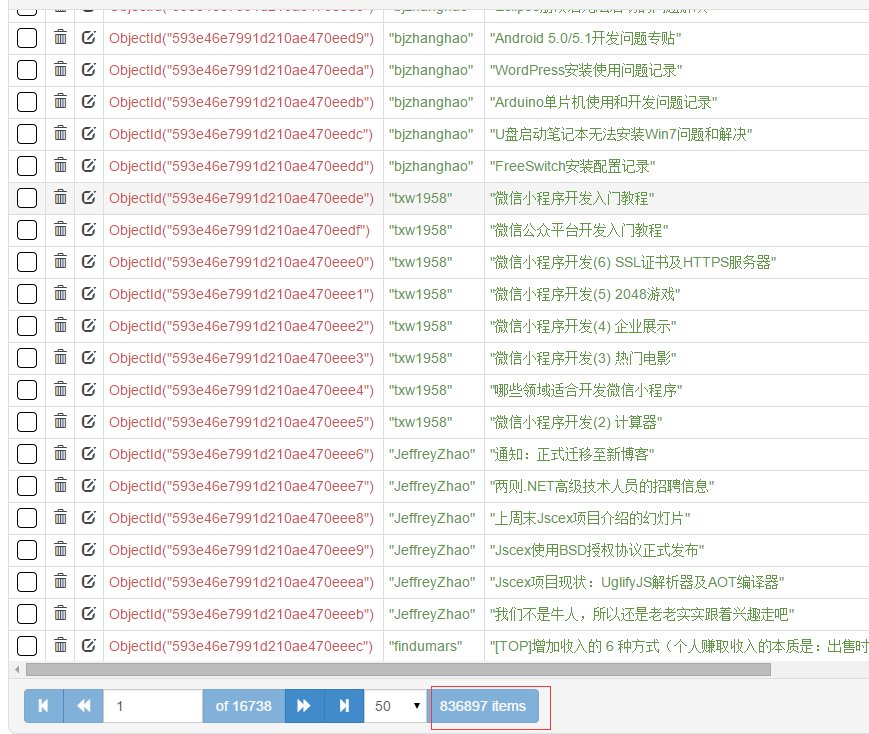 ObjectId("593e46e7991d210ae470eed9") "bjzhanghao" "Android 5.0/5.1开发问题专贴"
ObjectId("593e46e7991d210ae470eeda") "bjzhanghao" "WordPress安装使用问题记录"
ObjectId("593e46e7991d210ae470eedb") "bjzhanghao" "Arduino单片机使用和开发问题记录"
ObjectId("593e46e7991d210ae470eedc") "bjzhanghao" "U盘启动笔记本无法安装Win7问题和解决"
ObjectId("593e46e7991d210ae470eedd") "bjzhanghao" "FreeSwitch安装配置记录"
ObjectId("593e46e7991d210ae470eede") "txw1958" "微信小程序开发入门教程"
ObjectId("593e46e7991d210ae470eedf") "txw1958" "微信公众平台开发入门教程"
ObjectId("593e46e7991d210ae470eee0") "txw1958" "微信小程序开发(6) SSL证书及HTTPS服务器"
ObjectId("593e46e7991d210ae470eee1") "txw1958" "微信小程序开发(5) 2048游戏"
ObjectId("593e46e7991d210ae470eee2") "txw1958" "微信小程序开发(4) 企业展示"
ObjectId("593e46e7991d210ae470eee3") "txw1958" "微信小程序开发(3) 热门电影"
ObjectId("593e46e7991d210ae470eee4") "txw1958" "哪些领域适合开发微信小程序"
ObjectId("593e46e7991d210ae470eee5") "txw1958" "微信小程序开发(2) 计算器"
ObjectId("593e46e7991d210ae470eee6") "JeffreyZhao" "通知：正式迁移至新博客"
ObjectId("593e46e7991d210ae470eee7") "JeffreyZhao" "两则.NET高级技术人员的招聘信息"
ObjectId("593e46e7991d210ae470eee8") "JeffreyZhao" "上周末Jscex项目介绍的幻灯片"
ObjectId("593e46e7991d210ae470eee9") "JeffreyZhao" "Jscex使用BSD授权协议正式发布"
ObjectId("593e46e7991d210ae470eeea") "JeffreyZhao" "Jscex项目现状：UglifyJS解析器及AOT编译器"
ObjectId("593e46e7991d210ae470eeeb") "JeffreyZhao" "我们不是牛人，所以还是老老实实跟着兴趣走吧"
ObjectId("593e46e7991d210ae470eeec") "findumars" "[TOP]增加收入的 6 种方式（个人赚取收入的本质是：出售时
1 of 16738 50 836897 items